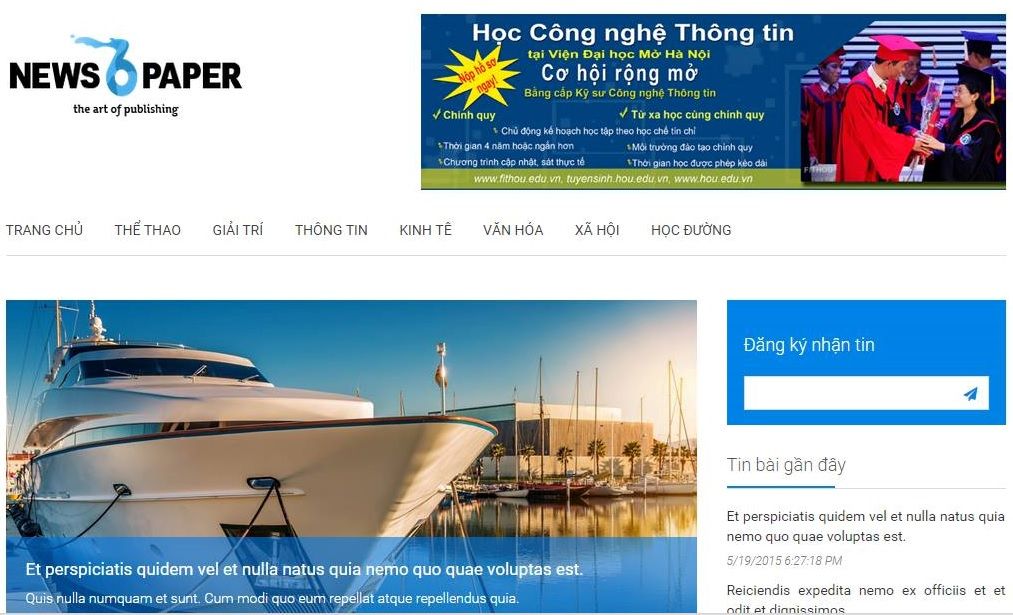 NEWS 6 PAPER
the art of publishing
Học Công nghệ Thông tin
tại Viện Đại học Mở Hà Nội
Nộp hồ sơ
ngay!
Cơ hội rộng mở
Bằng cấp Kỹ sư Công nghệ Thông tin
Chính quy
Từ xa học cùng chính quy
Chủ động kế hoạch học tập theo học chế tín chỉ
Thời gian 4 năm hoặc ngắn hơn
Môi trường đào tạo chính quy
Chương trình cập nhật, sát thực tế
Thời gian học được phép kéo dài
www.fithou.edu.vn, tuyensinh.hou.edu.vn, www.hou.edu.vn
FITHOU
TRANG CHỦ THỂ THAO GIẢI TRÍ THÔNG TIN KINH TẾ VĂN HÓA XÃ HỘI HỌC ĐƯỜNG
Et perspiciatis quidem vel et nulla natus quia nemo quo quae voluptas est.
Quis nulla numquam et sunt. Cum modi quo eum repellat atque repellendus quia.
Đăng ký nhận tin
Tin bài gần đây
Et perspiciatis quidem vel et nulla natus quia
nemo quo quae voluptas est.
5/19/2015 6:27:18 PM
Reiciendis expedita nemo ex officiis et et
odit et dignissimos